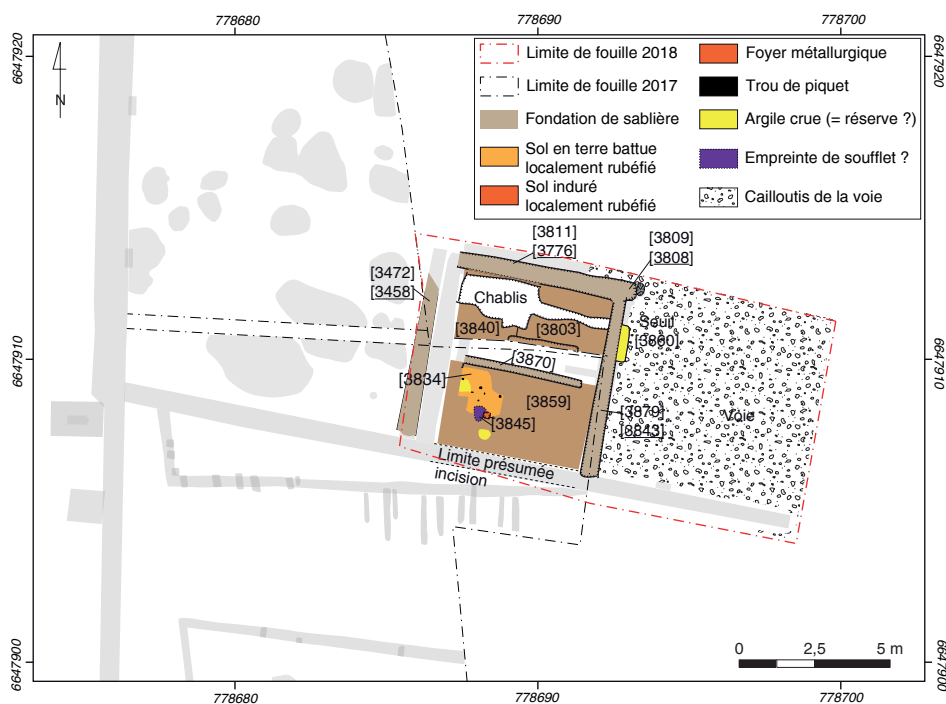 778680
778690
778700
6647920
6647920
N
Limite de fouille 2018
Limite de fouille 2017
Fondation de sablière
Sol en terre battue
localement rubéfié
Sol induré
localement rubéfié
Foyer métallurgique
Trou de piquet
Argile crue (= réserve ?)
Empreinte de soufflet ?
Cailloutis de la voie
[3811]
[3776]
[3809]
[3808]
[3472]
[3458]
Chablis
Seuil
[3840]
[3803]
[3860]
6647910
6647910
[3870]
[3834]
[3859]
[3879]
[3843]
Voie
[3845]
Limite présumée
incision
0
2,5
5 m
6647900
6647900
778680
778690
778700